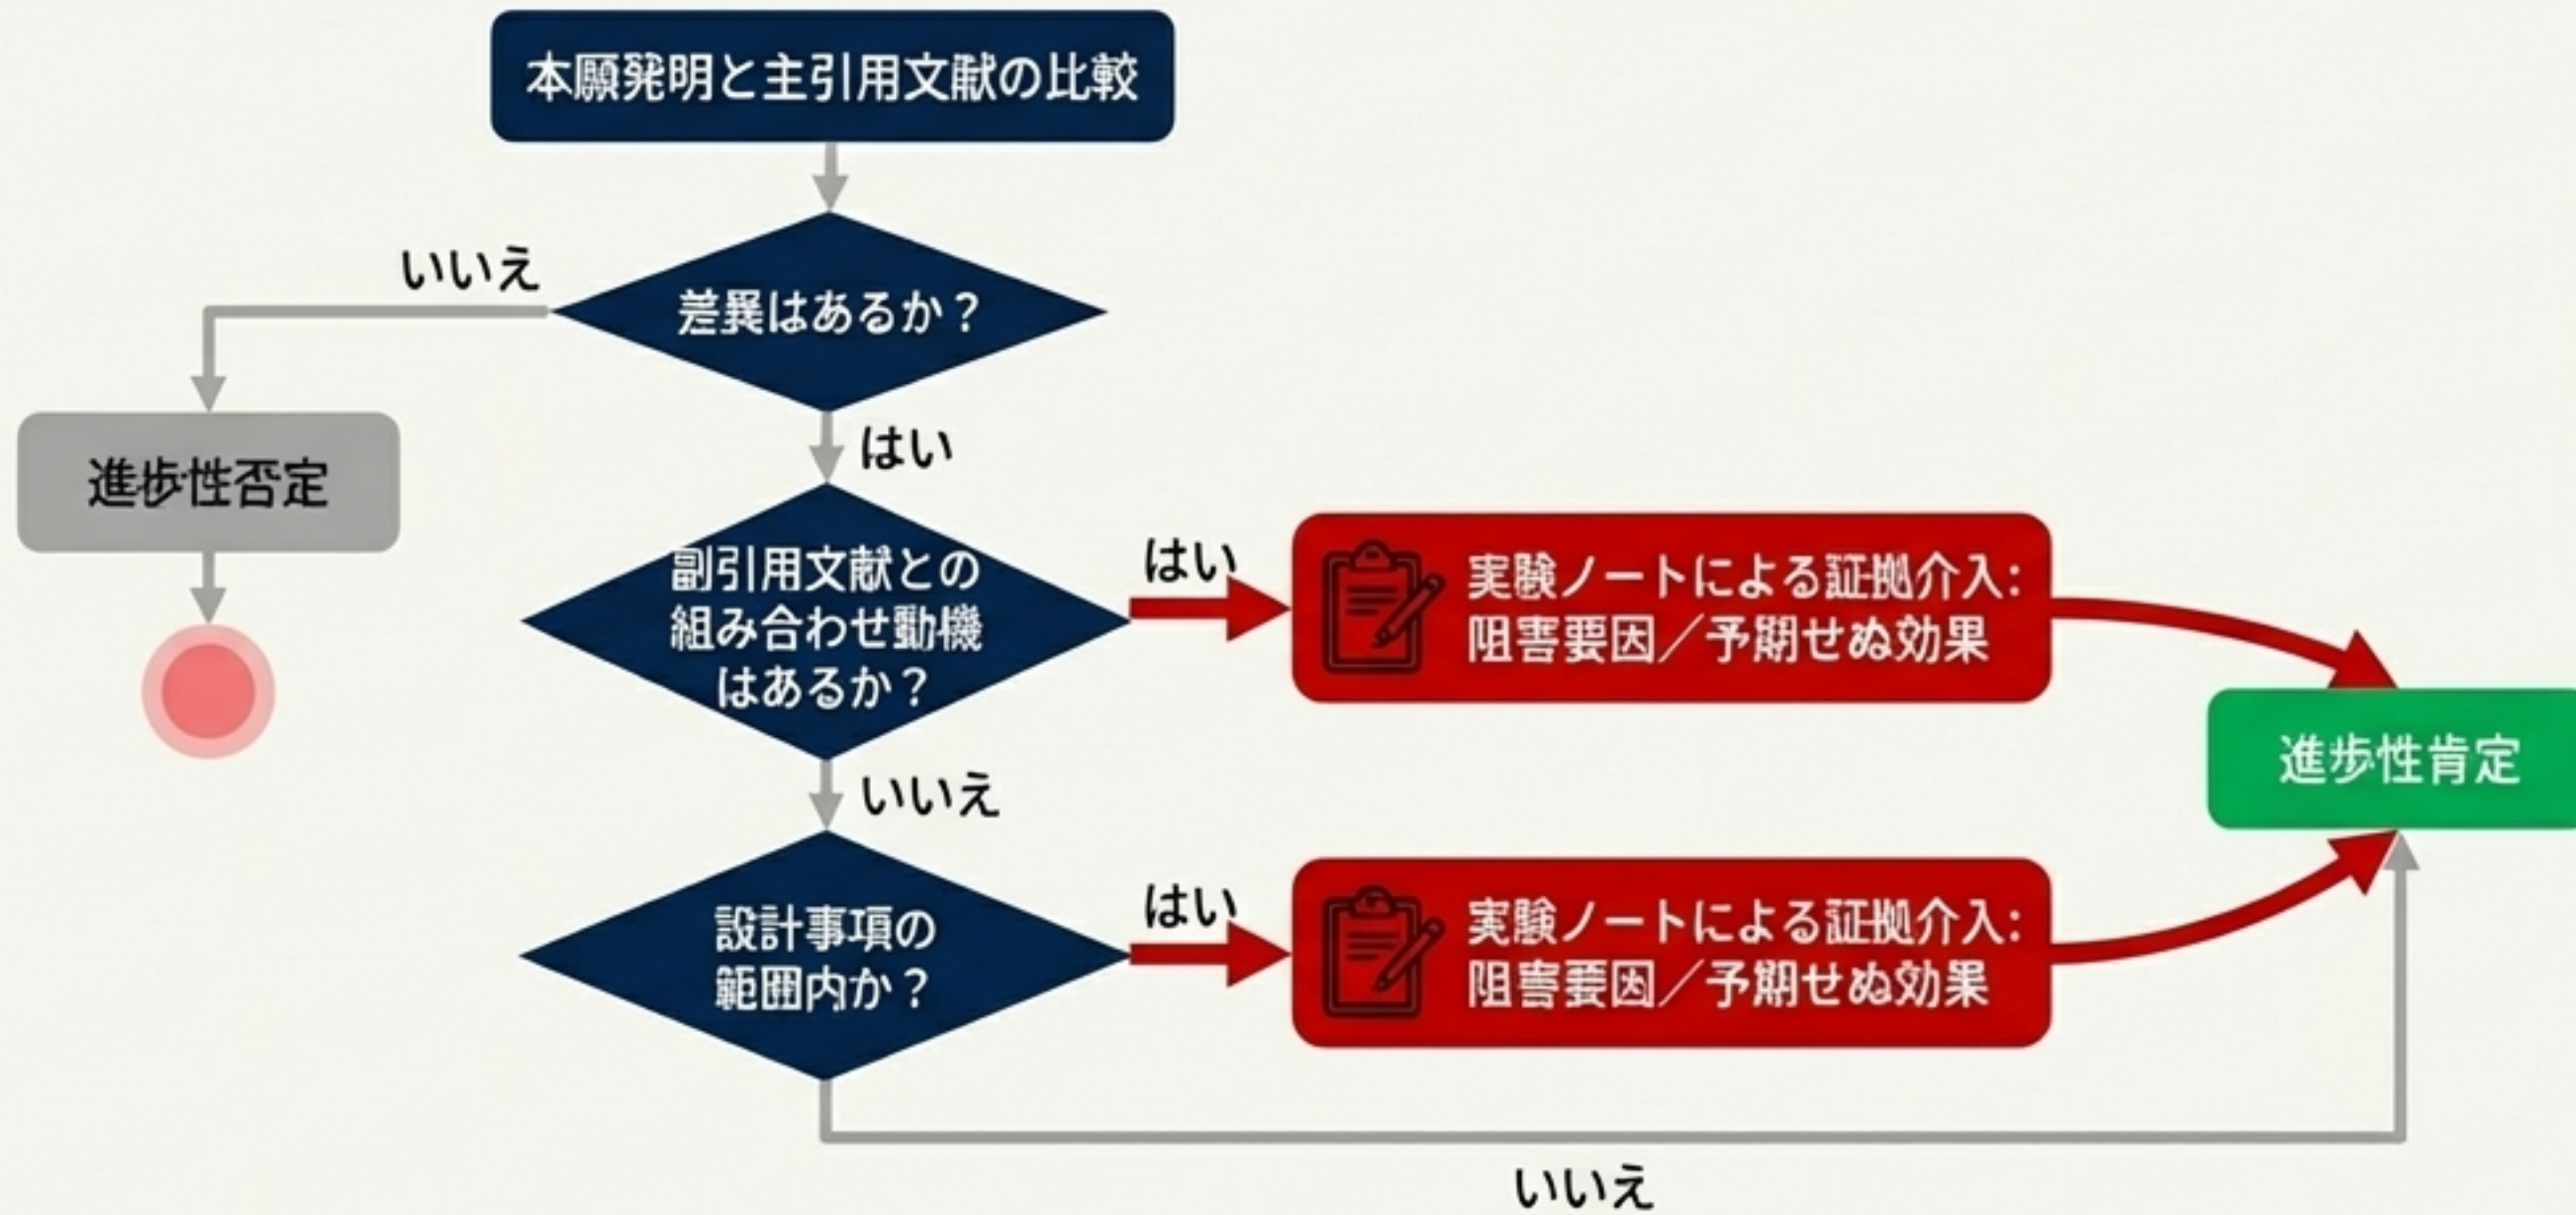 本願発明と主引用文献の比較
いいえ
差異はあるか？
はい
進歩性否定
副引用文献との
組み合わせ動機
はあるか？
はい
実験ノートによる証拠介入:
阻害要因／予期せぬ効果
進歩性肯定
いいえ
設計事項の
範囲内か？
はい
実験ノートによる証拠介入:
阻害要因／予期せぬ効果
いいえ